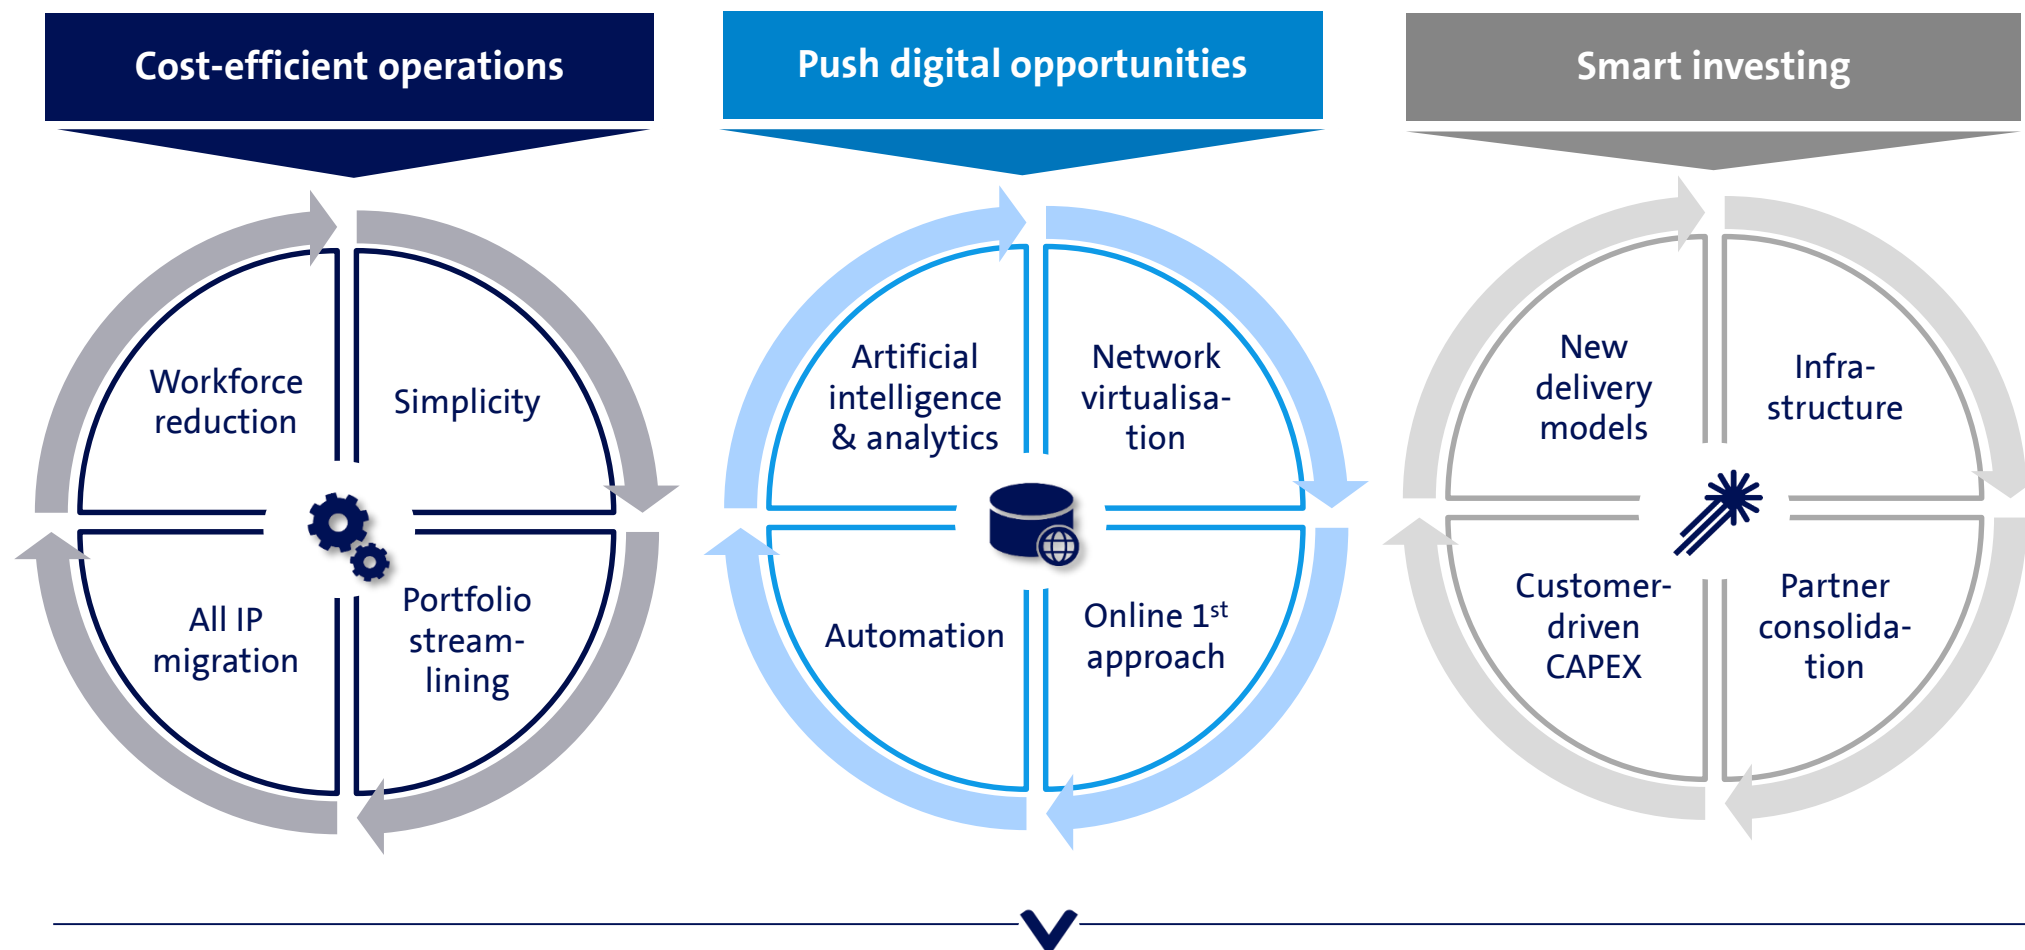 Cost-efficient operations
Workforce
reduction
Simplicity
All IP
migration
Portfolio
stream-
lining
Push digital opportunities
Artificial
intelligence
& analytics
Network
virtualisa-
tion
Automation
Online 1st
approach
Smart investing
New
delivery
models
Infra-
structure
Customer-
driven
CAPEX
Partner
consolida-
tion